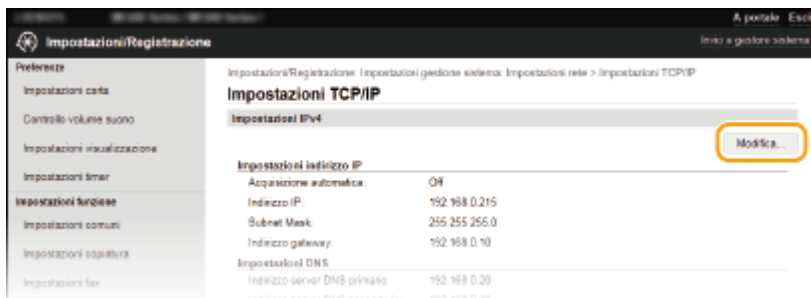 A portale Esci
Impostazioni/Registrazione
Invio a gestore sistema
Preferenze
Impostazioni carta
Controllo volume suono
Impostazioni visualizzazione
Impostazioni timer
Impostazioni funzione
Impostazioni comuni
Impostazioni copiatura
Impostazioni fax
Impostazioni/Registrazione: Impostazioni gestione sistema: Impostazioni rete > Impostazioni TCP/IP
Impostazioni TCP/IP
Impostazioni IPv4
Modifica...
Impostazioni indirizzo IP
Acquisizione automatica: Off
Indirizzo IP: 192.168.0.215
Subnet Mask: 255.255.255.0
Indirizzo gateway: 192.168.0.10
Impostazioni DNS
Indirizzo server DNS primario: 192.168.0.20